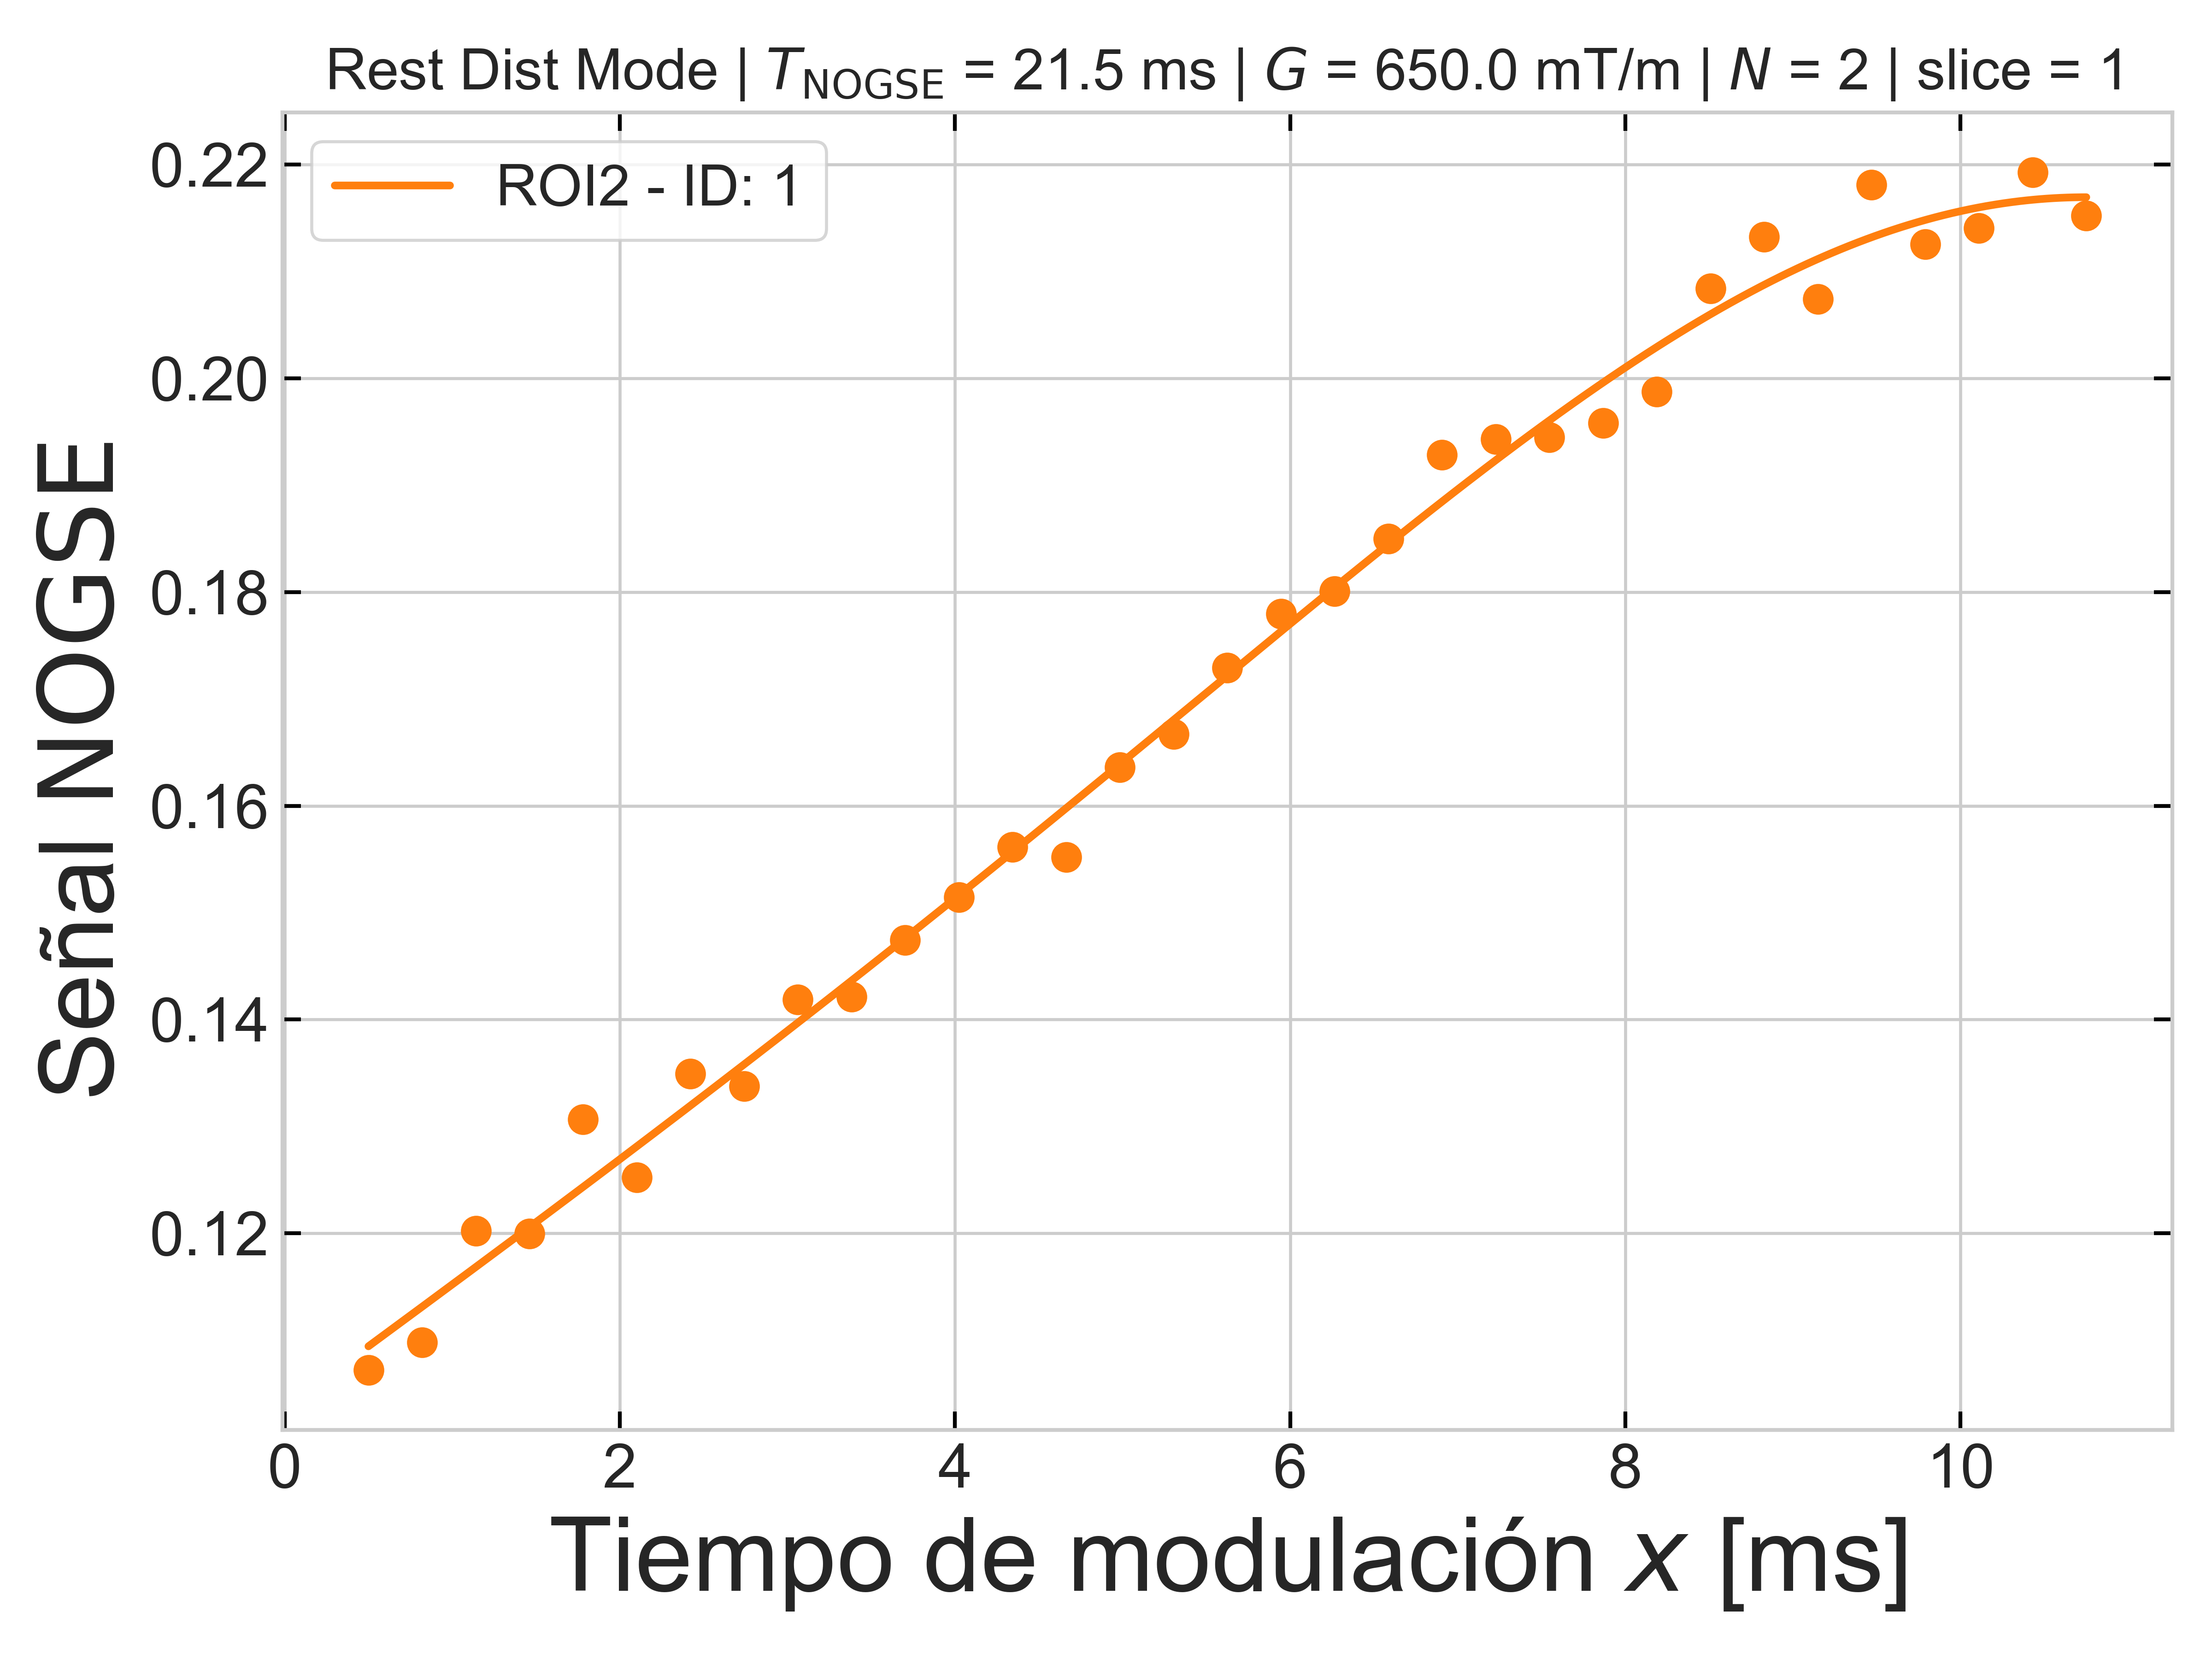 Rest Dist Mode | T_NOGSE = 21.5 ms | G = 650.0 mT/m | N = 2 | slice = 1
ROI2 - ID: 1
Señal NOGSE
0.22
0.20
0.18
0.16
0.14
0.12
0 2 4 6 8 10
Tiempo de modulación x [ms]